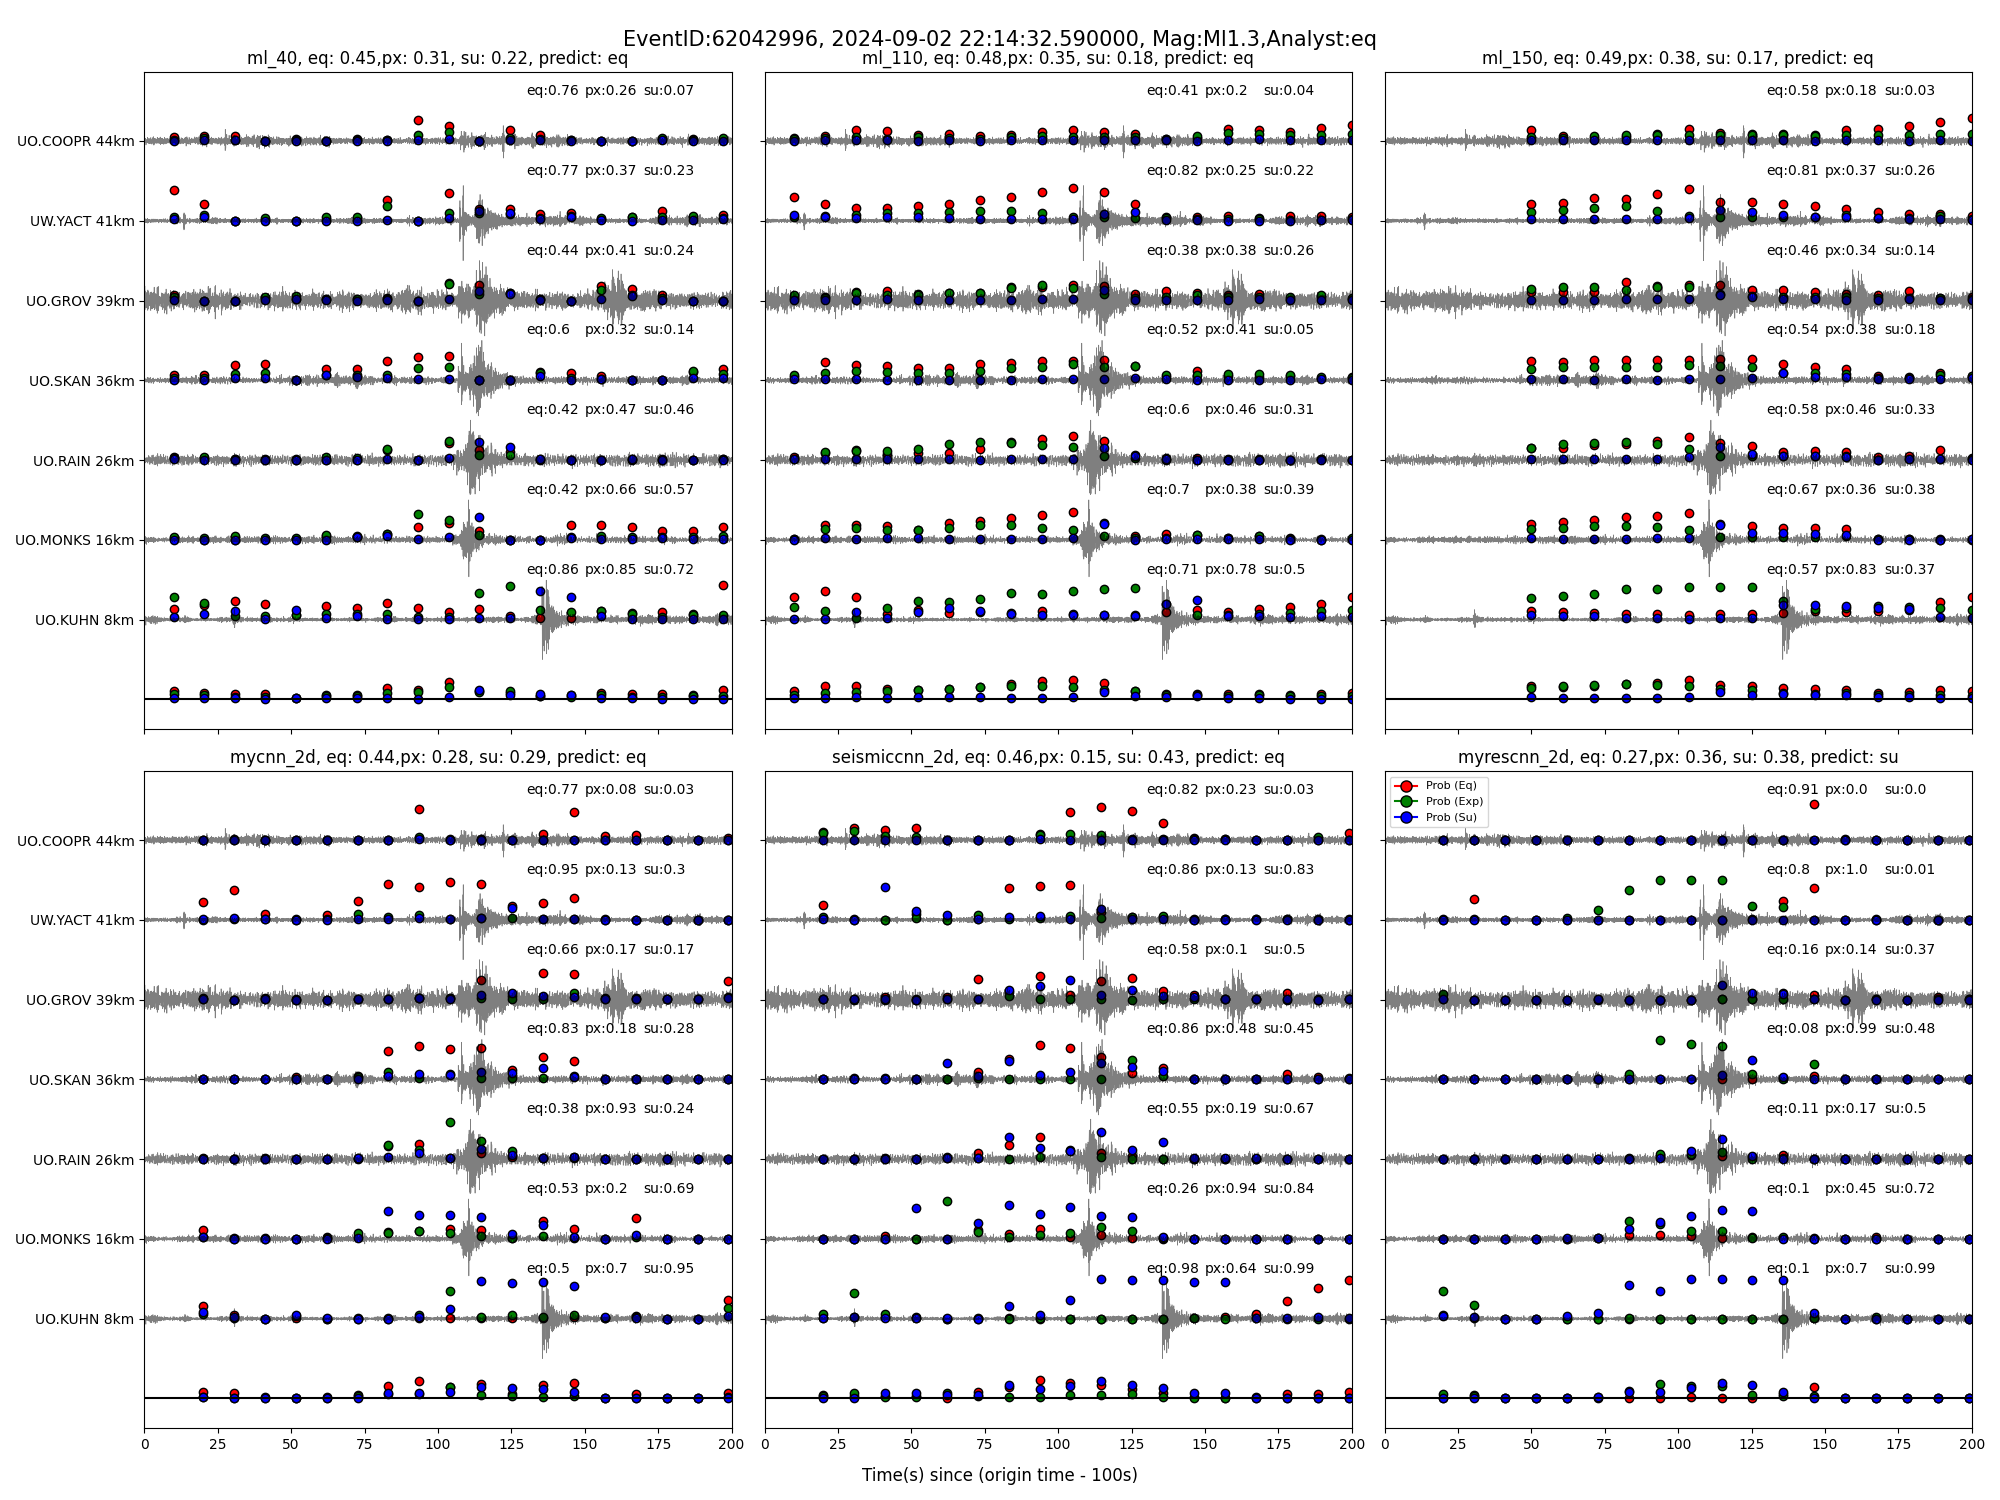 EventID:62042996, 2024-09-02 22:14:32.590000, Mag:Ml1.3,Analyst:eq
ml_40, eq: 0.45,px: 0.31, su: 0.22, predict: eq
eq:0.76 px:0.26 su:0.07
UO.COOPR 44km
eq:0.77 px:0.37 su:0.23
UW.YACT 41km
eq:0.44 px:0.41 su:0.24
UO.GROV 39km
eq:0.6 px:0.32 su:0.14
UO.SKAN 36km
eq:0.42 px:0.47 su:0.46
UO.RAIN 26km
eq:0.42 px:0.66 su:0.57
UO.MONKS 16km
eq:0.86 px:0.85 su:0.72
UO.KUHN 8km
ml_110, eq: 0.48,px: 0.35, su: 0.18, predict: eq
eq:0.41 px:0.2 su:0.04
eq:0.82 px:0.25 su:0.22
eq:0.38 px:0.38 su:0.26
eq:0.52 px:0.41 su:0.05
eq:0.6 px:0.46 su:0.31
eq:0.7 px:0.38 su:0.39
eq:0.71 px:0.78 su:0.5
ml_150, eq: 0.49,px: 0.38, su: 0.17, predict: eq
eq:0.58 px:0.18 su:0.03
eq:0.81 px:0.37 su:0.26
eq:0.46 px:0.34 su:0.14
eq:0.54 px:0.38 su:0.18
eq:0.58 px:0.46 su:0.33
eq:0.67 px:0.36 su:0.38
eq:0.57 px:0.83 su:0.37
mycnn_2d, eq: 0.44,px: 0.28, su: 0.29, predict: eq
eq:0.77 px:0.08 su:0.03
UO.COOPR 44km
eq:0.95 px:0.13 su:0.3
UW.YACT 41km
eq:0.66 px:0.17 su:0.17
UO.GROV 39km
eq:0.83 px:0.18 su:0.28
UO.SKAN 36km
eq:0.38 px:0.93 su:0.24
UO.RAIN 26km
eq:0.53 px:0.2 su:0.69
UO.MONKS 16km
eq:0.5 px:0.7 su:0.95
UO.KUHN 8km
0 25 50 75 100 125 150 175 200
seismiccnn_2d, eq: 0.46,px: 0.15, su: 0.43, predict: eq
eq:0.82 px:0.23 su:0.03
eq:0.86 px:0.13 su:0.83
eq:0.58 px:0.1 su:0.5
eq:0.86 px:0.48 su:0.45
eq:0.55 px:0.19 su:0.67
eq:0.26 px:0.94 su:0.84
eq:0.98 px:0.64 su:0.99
0 25 50 75 100 125 150 175 200
myrescnn_2d, eq: 0.27,px: 0.36, su: 0.38, predict: su
Prob (Eq)
Prob (Exp)
Prob (Su)
eq:0.91 px:0.0 su:0.0
eq:0.8 px:1.0 su:0.01
eq:0.16 px:0.14 su:0.37
eq:0.08 px:0.99 su:0.48
eq:0.11 px:0.17 su:0.5
eq:0.1 px:0.45 su:0.72
eq:0.1 px:0.7 su:0.99
0 25 50 75 100 125 150 175 200
Time(s) since (origin time - 100s)